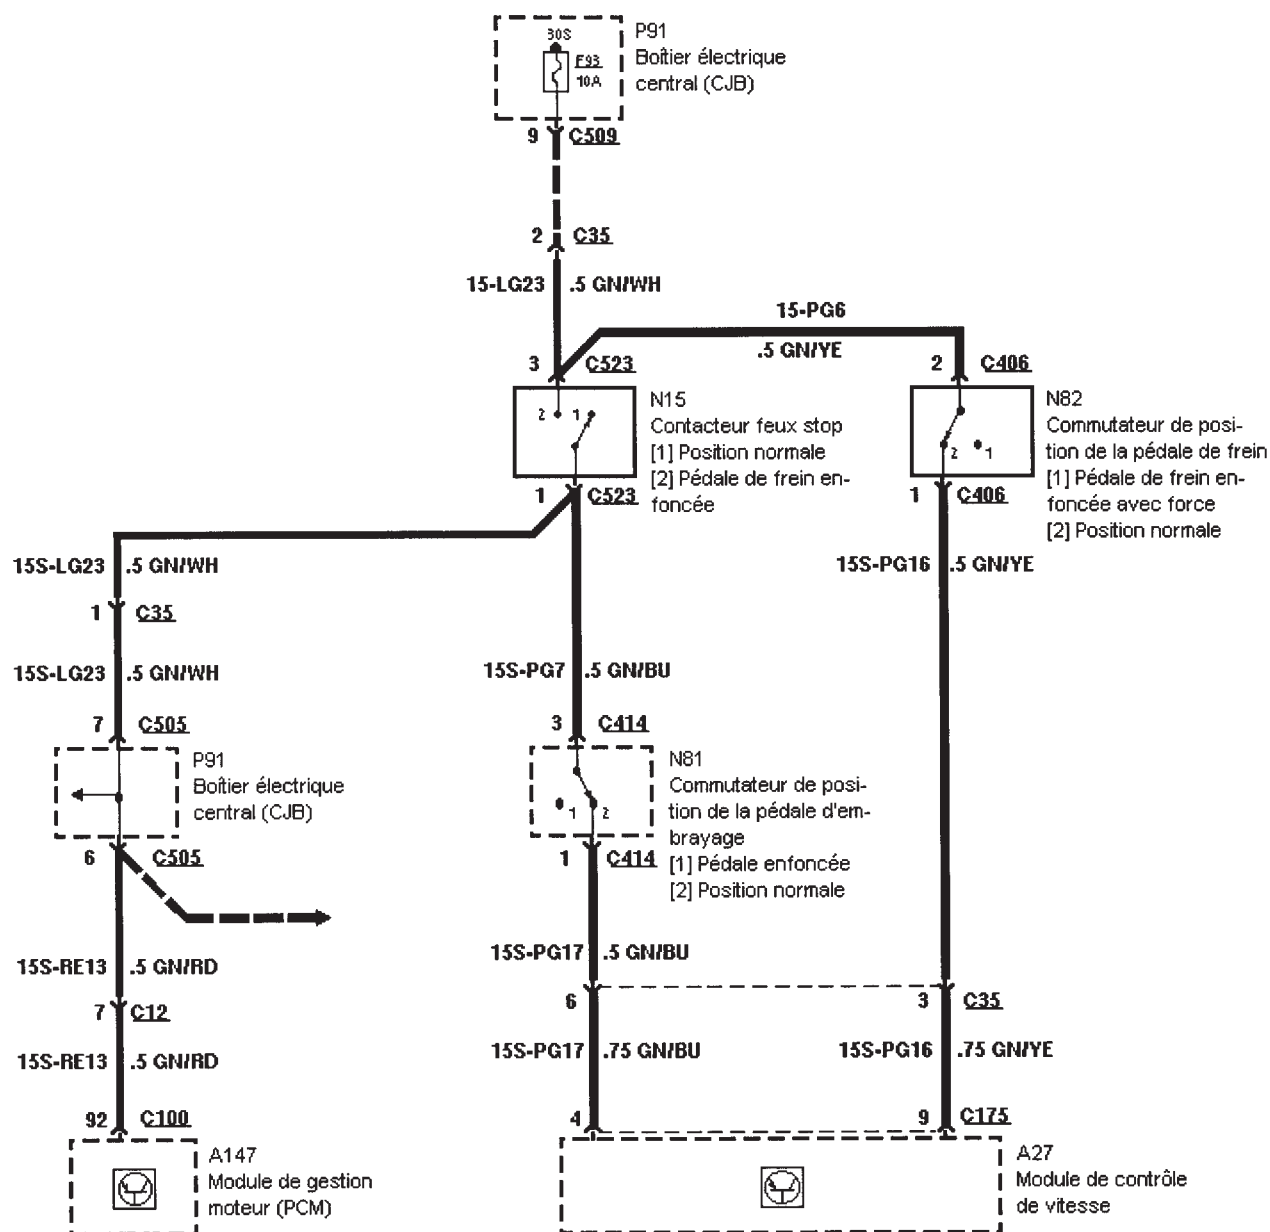 30S
F93
10A
P91
Boîtier électrique
central (CJB)
9 C509
2 C35
15-LG23 .5 GN/WH
15-PG6
.5 GN/YE
3 C523
2 C406
2 1
N15
Contacteur feux stop
[1] Position normale
[2] Pédale de frein en-
foncée
2 1
N82
Commutateur de posi-
tion de la pédale de frein
[1] Pédale de frein en-
foncée avec force
[2] Position normale
1 C523
1 C406
15S-LG23 .5 GN/WH
15S-PG16 .5 GN/YE
1 C35
15S-LG23 .5 GN/WH
15S-PG7 .5 GN/BU
7 C505
3 C414
P91
Boîtier électrique
central (CJB)
1 2
N81
Commutateur de posi-
tion de la pédale d'em-
brayage
[1] Pédale enfoncée
[2] Position normale
6 C505
1 C414
15S-RE13 .5 GN/RD
15S-PG17 .5 GN/BU
7 C12
6
3 C35
15S-RE13 .5 GN/RD
15S-PG17 .75 GN/BU
15S-PG16 .75 GN/YE
92 C100
4
9 C175
A147
Module de gestion
moteur (PCM)
A27
Module de contrôle
de vitesse